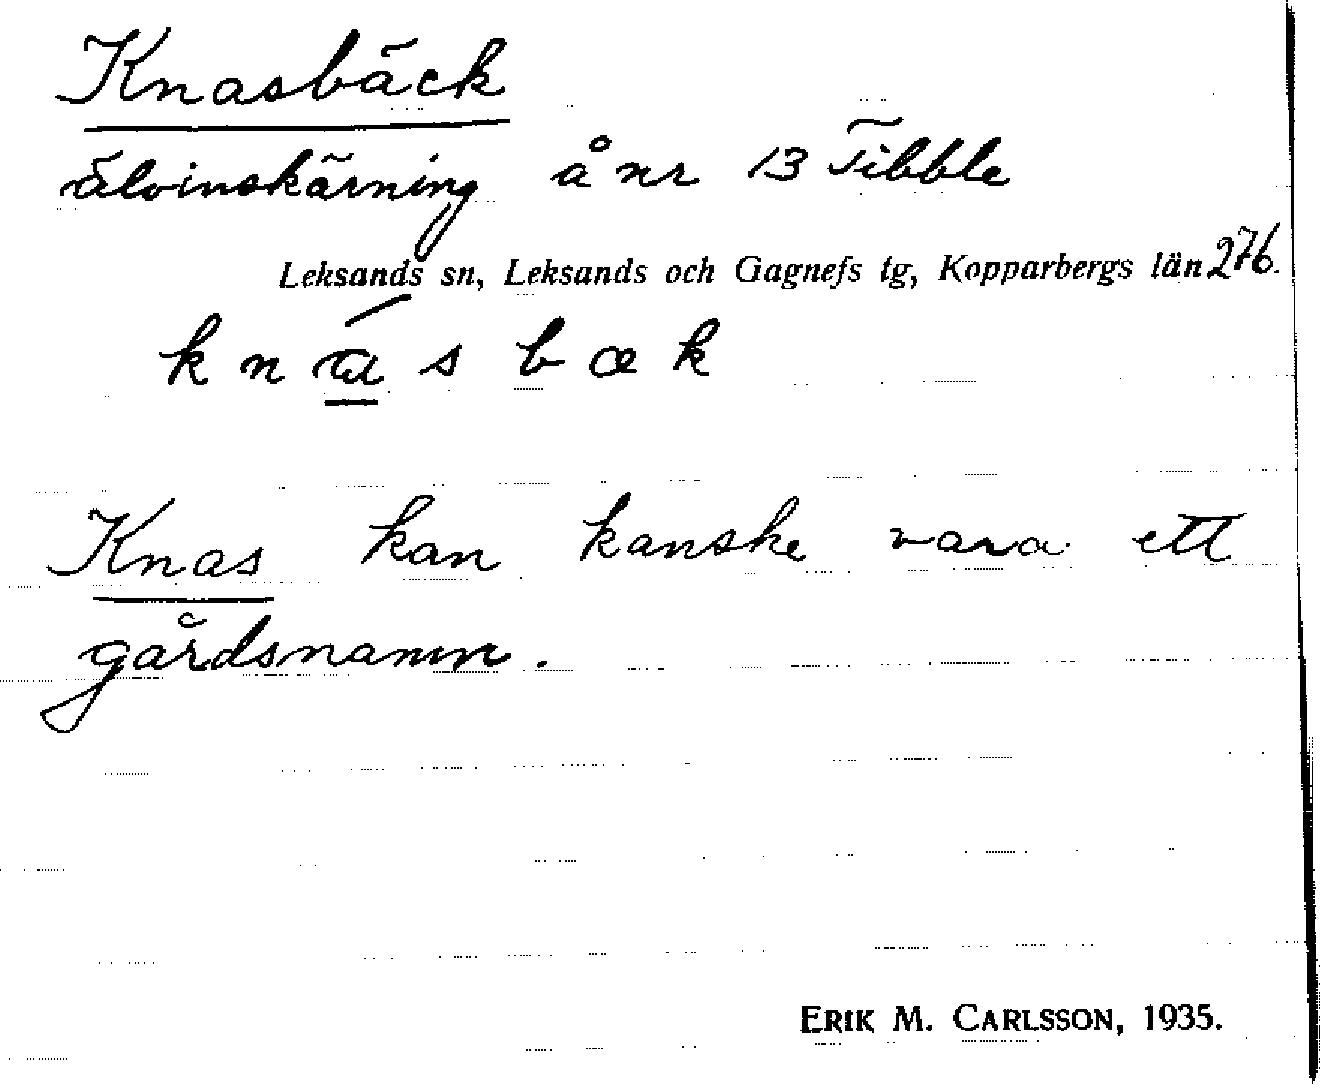 Knasbäck
älvinskärning å nr 13 Tibble
Leksands sn, Leksands och Gagnefs tg, Kopparbergs län 276.
k n á s b æ k
Knas kan kanske vara ett
gårdsnamn.
ERIK M. CARLSSON, 1935.